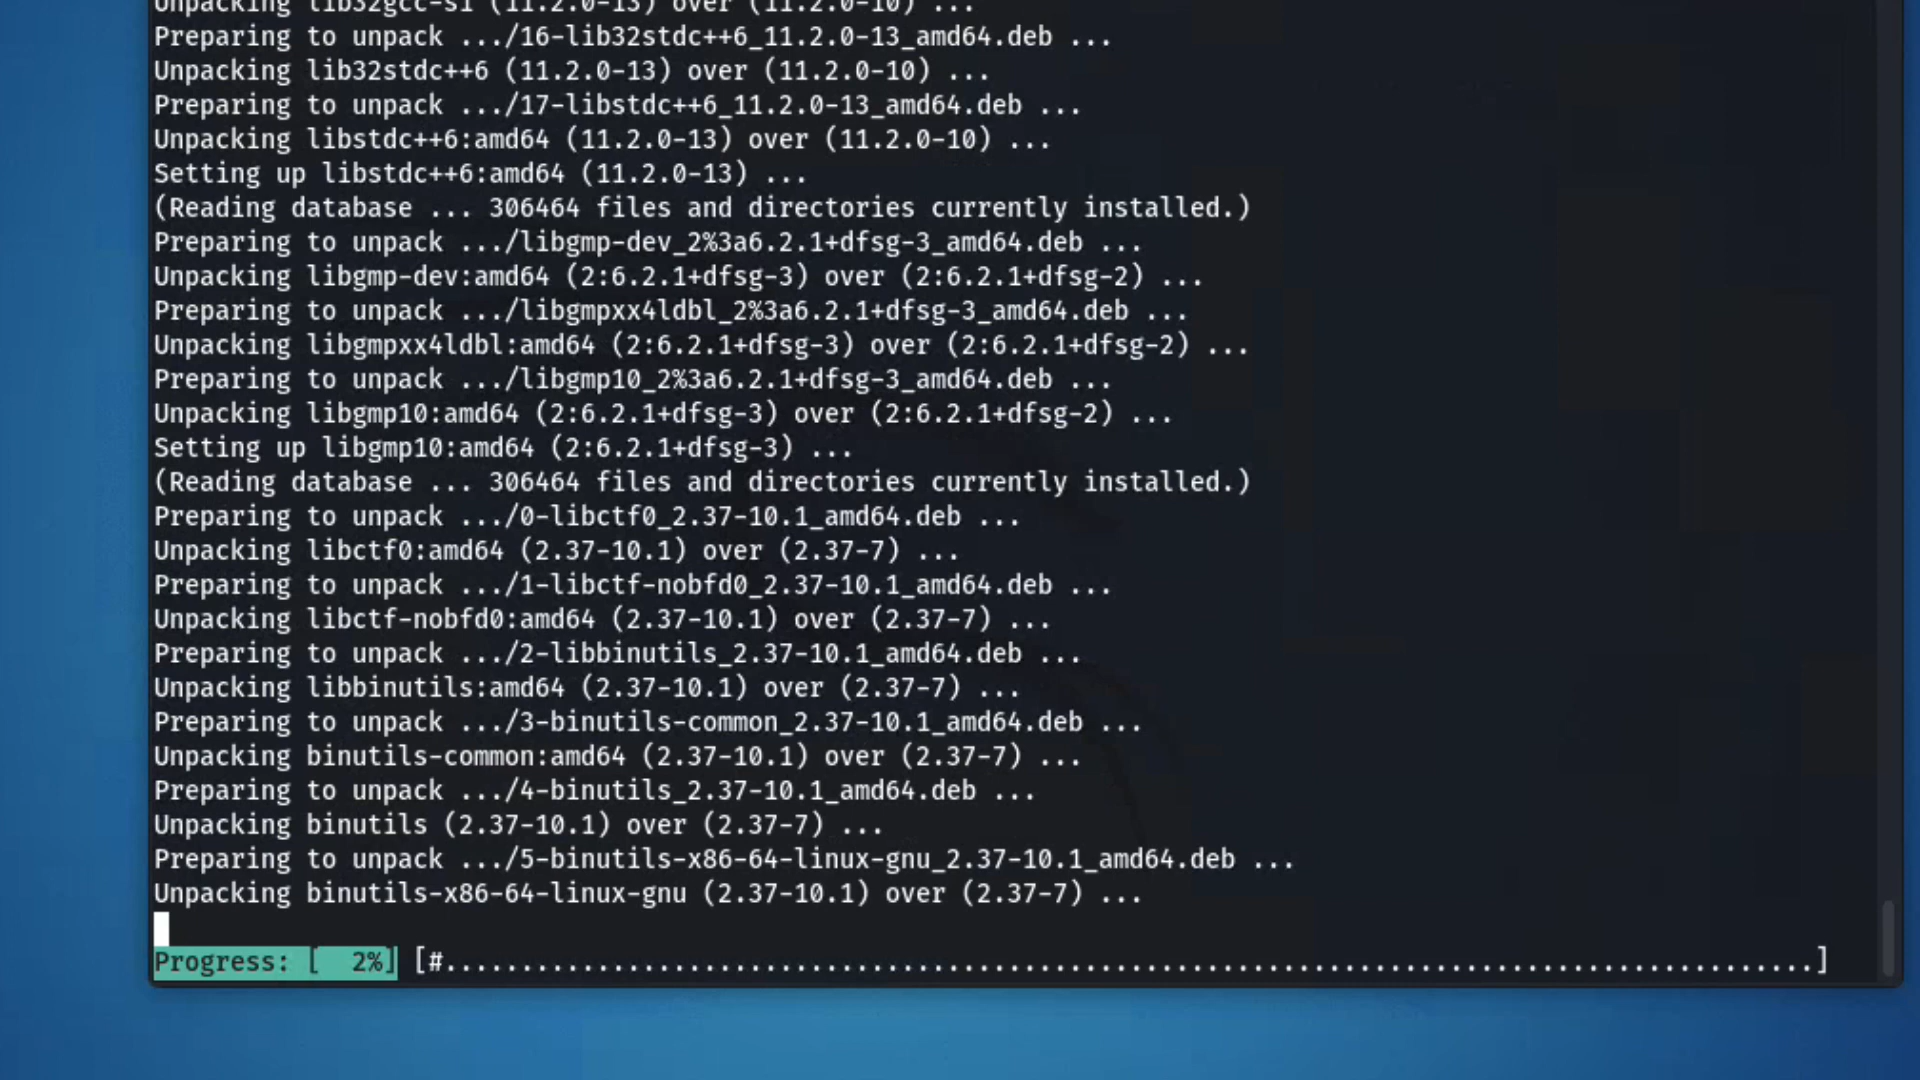 Unpacking lib32gcc-s1 (11.2.0-13) over (11.2.0-10) ...
Preparing to unpack .../16-lib32stdc++6_11.2.0-13_amd64.deb ...
Unpacking lib32stdc++6 (11.2.0-13) over (11.2.0-10) ...
Preparing to unpack .../17-libstdc++6_11.2.0-13_amd64.deb ...
Unpacking libstdc++6:amd64 (11.2.0-13) over (11.2.0-10) ...
Setting up libstdc++6:amd64 (11.2.0-13) ...
(Reading database ... 306464 files and directories currently installed.)
Preparing to unpack .../libgmp-dev_2%3a6.2.1+dfsg-3_amd64.deb ...
Unpacking libgmp-dev:amd64 (2:6.2.1+dfsg-3) over (2:6.2.1+dfsg-2) ...
Preparing to unpack .../libgmpxx4ldbl_2%3a6.2.1+dfsg-3_amd64.deb ...
Unpacking libgmpxx4ldbl:amd64 (2:6.2.1+dfsg-3) over (2:6.2.1+dfsg-2) ...
Preparing to unpack .../libgmp10_2%3a6.2.1+dfsg-3_amd64.deb ...
Unpacking libgmp10:amd64 (2:6.2.1+dfsg-3) over (2:6.2.1+dfsg-2) ...
Setting up libgmp10:amd64 (2:6.2.1+dfsg-3) ...
(Reading database ... 306464 files and directories currently installed.)
Preparing to unpack .../0-libctf0_2.37-10.1_amd64.deb ...
Unpacking libctf0:amd64 (2.37-10.1) over (2.37-7) ...
Preparing to unpack .../1-libctf-nobfd0_2.37-10.1_amd64.deb ...
Unpacking libctf-nobfd0:amd64 (2.37-10.1) over (2.37-7) ...
Preparing to unpack .../2-libbinutils_2.37-10.1_amd64.deb ...
Unpacking libbinutils:amd64 (2.37-10.1) over (2.37-7) ...
Preparing to unpack .../3-binutils-common_2.37-10.1_amd64.deb ...
Unpacking binutils-common:amd64 (2.37-10.1) over (2.37-7) ...
Preparing to unpack .../4-binutils_2.37-10.1_amd64.deb ...
Unpacking binutils (2.37-10.1) over (2.37-7) ...
Preparing to unpack .../5-binutils-x86-64-linux-gnu_2.37-10.1_amd64.deb ...
Unpacking binutils-x86-64-linux-gnu (2.37-10.1) over (2.37-7) ...
Progress: [  2%] [#..........................................................................................]